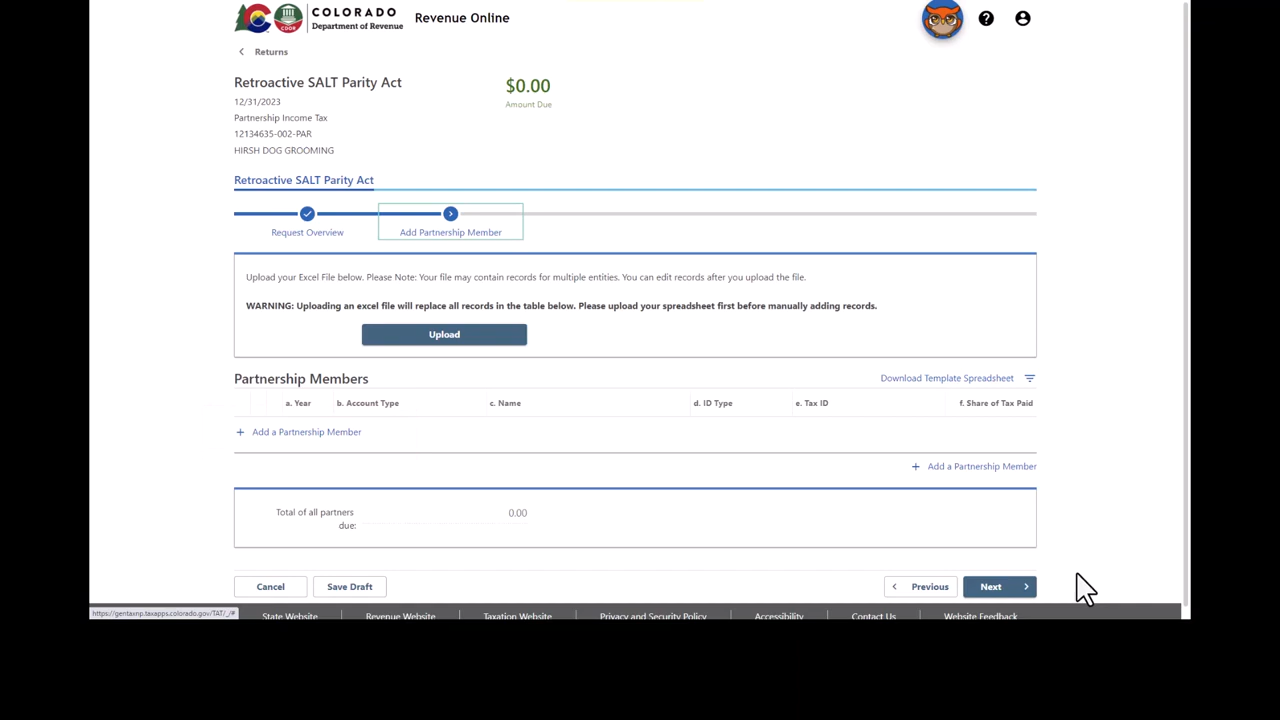 COLORADO
Department of Revenue
CDOR
Revenue Online
Returns
Retroactive SALT Parity Act
$0.00
12/31/2023
Amount Due
Partnership Income Tax
12134635-002-PAR
HIRSH DOG GROOMING
Retroactive SALT Parity Act
Request Overview
Add Partnership Member
Upload your Excel File below. Please Note: Your file may contain records for multiple entities. You can edit records after you upload the file.
WARNING: Uploading an excel file will replace all records in the table below. Please upload your spreadsheet first before manually adding records.
Upload
Partnership Members
Download Template Spreadsheet
a. Year b. Account Type c. Name d. ID Type e. Tax ID f. Share of Tax Paid
+ Add a Partnership Member
+ Add a Partnership Member
Total of all partners due: 0.00
Cancel Save Draft < Previous Next >
https://gentaxnp.taxapps.colorado.gov/TAT/_/#
State Website Revenue Website Taxation Website Privacy and Security Policy Accessibility Contact Us Website Feedback